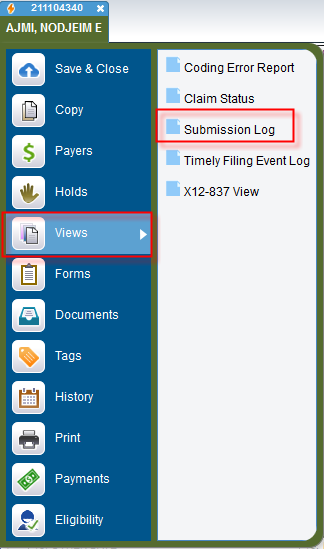 211104340
AJMI, NODJEIM E
Save & Close
Copy
Payers
Holds
Views
Forms
Documents
Tags
History
Print
Payments
Eligibility
Coding Error Report
Claim Status
Submission Log
Timely Filing Event Log
X12-837 View